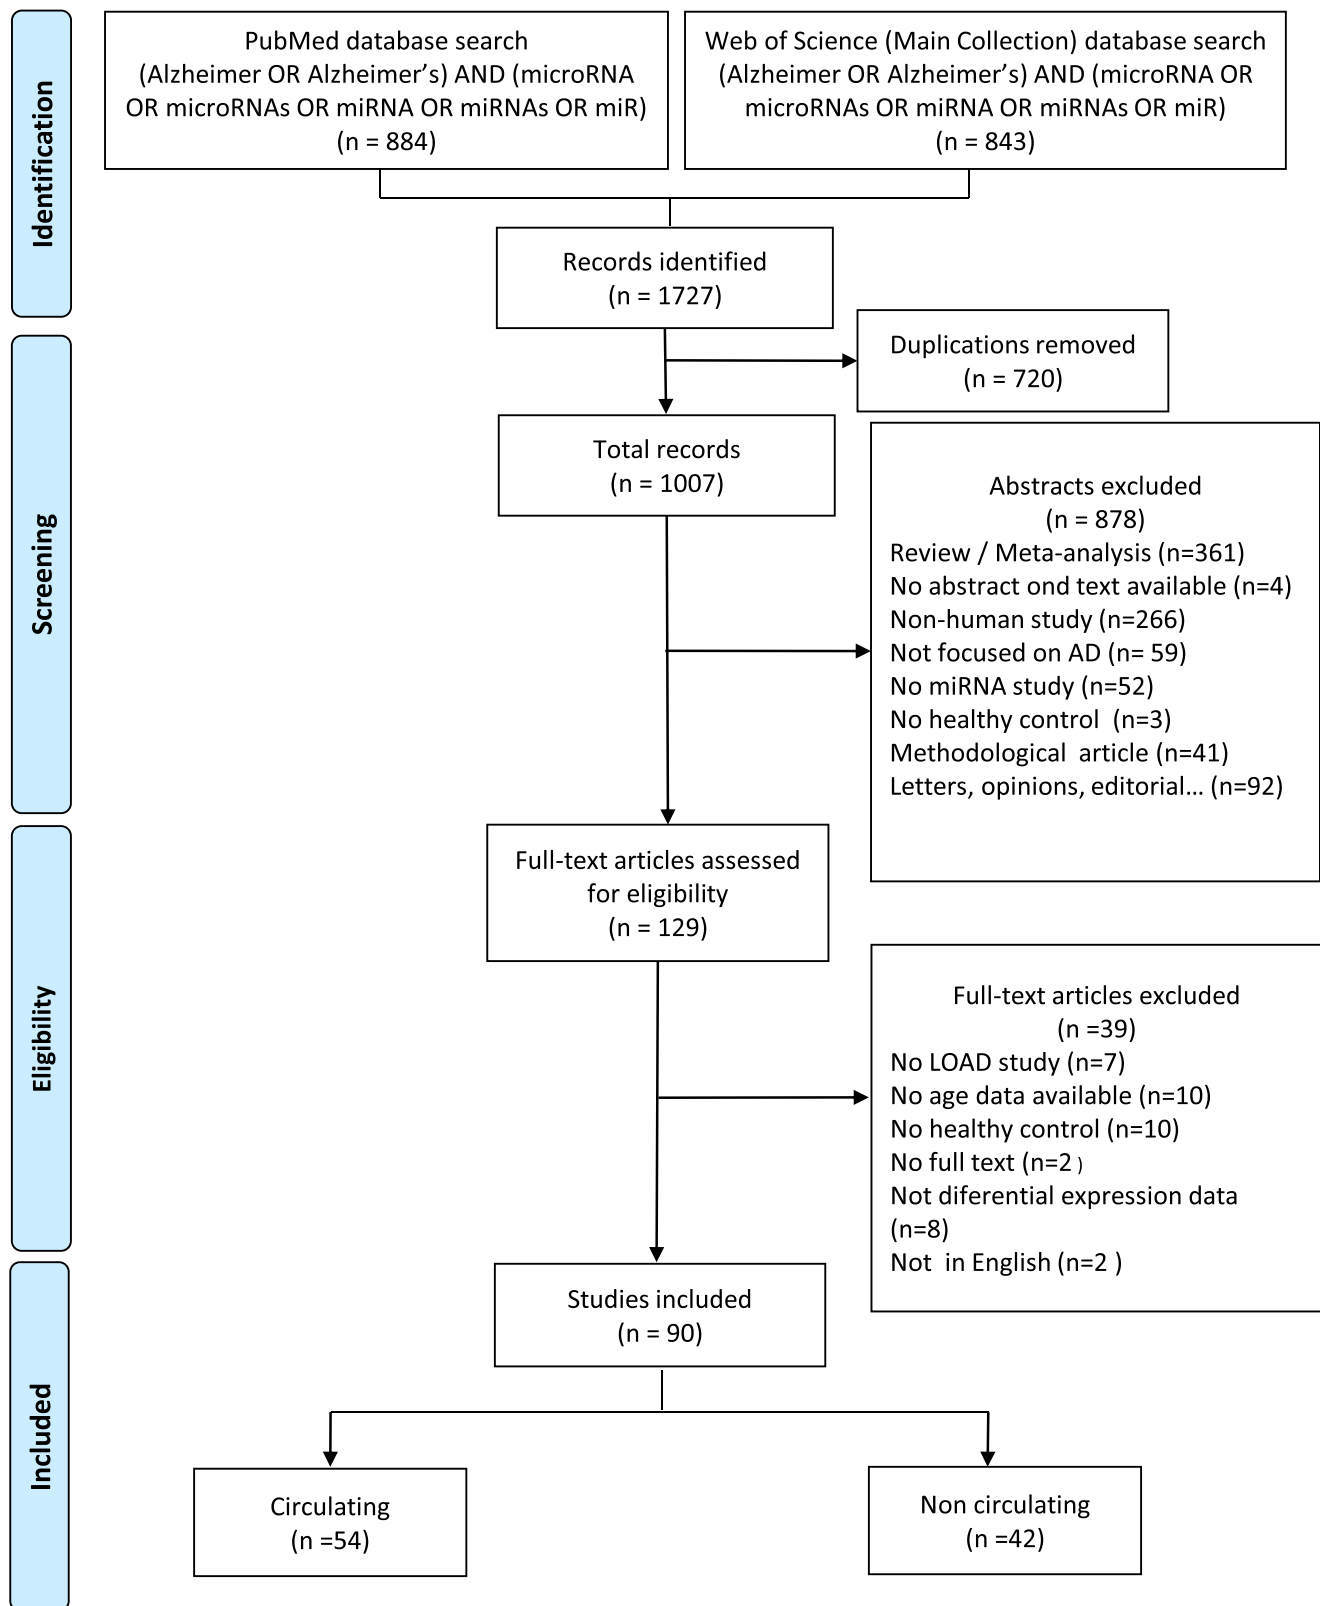 Identification
PubMed database search
(Alzheimer OR Alzheimer’s) AND (microRNA
OR microRNAs OR miRNA OR miRNAs OR miR)
(n = 884)
Web of Science (Main Collection) database search
(Alzheimer OR Alzheimer’s) AND (microRNA OR
microRNAs OR miRNA OR miRNAs OR miR)
(n = 843)
Records identified
(n = 1727)
Duplications removed
(n = 720)
Screening
Total records
(n = 1007)
Abstracts excluded
(n = 878)
Review / Meta-analysis (n=361)
No abstract ond text available (n=4)
Non-human study (n=266)
Not focused on AD (n= 59)
No miRNA study (n=52)
No healthy control (n=3)
Methodological article (n=41)
Letters, opinions, editorial... (n=92)
Eligibility
Full-text articles assessed
for eligibility
(n = 129)
Full-text articles excluded
(n =39)
No LOAD study (n=7)
No age data available (n=10)
No healthy control (n=10)
No full text (n=2 )
Not diferential expression data
(n=8)
Not in English (n=2 )
Included
Studies included
(n = 90)
Circulating
(n =54)
Non circulating
(n =42)